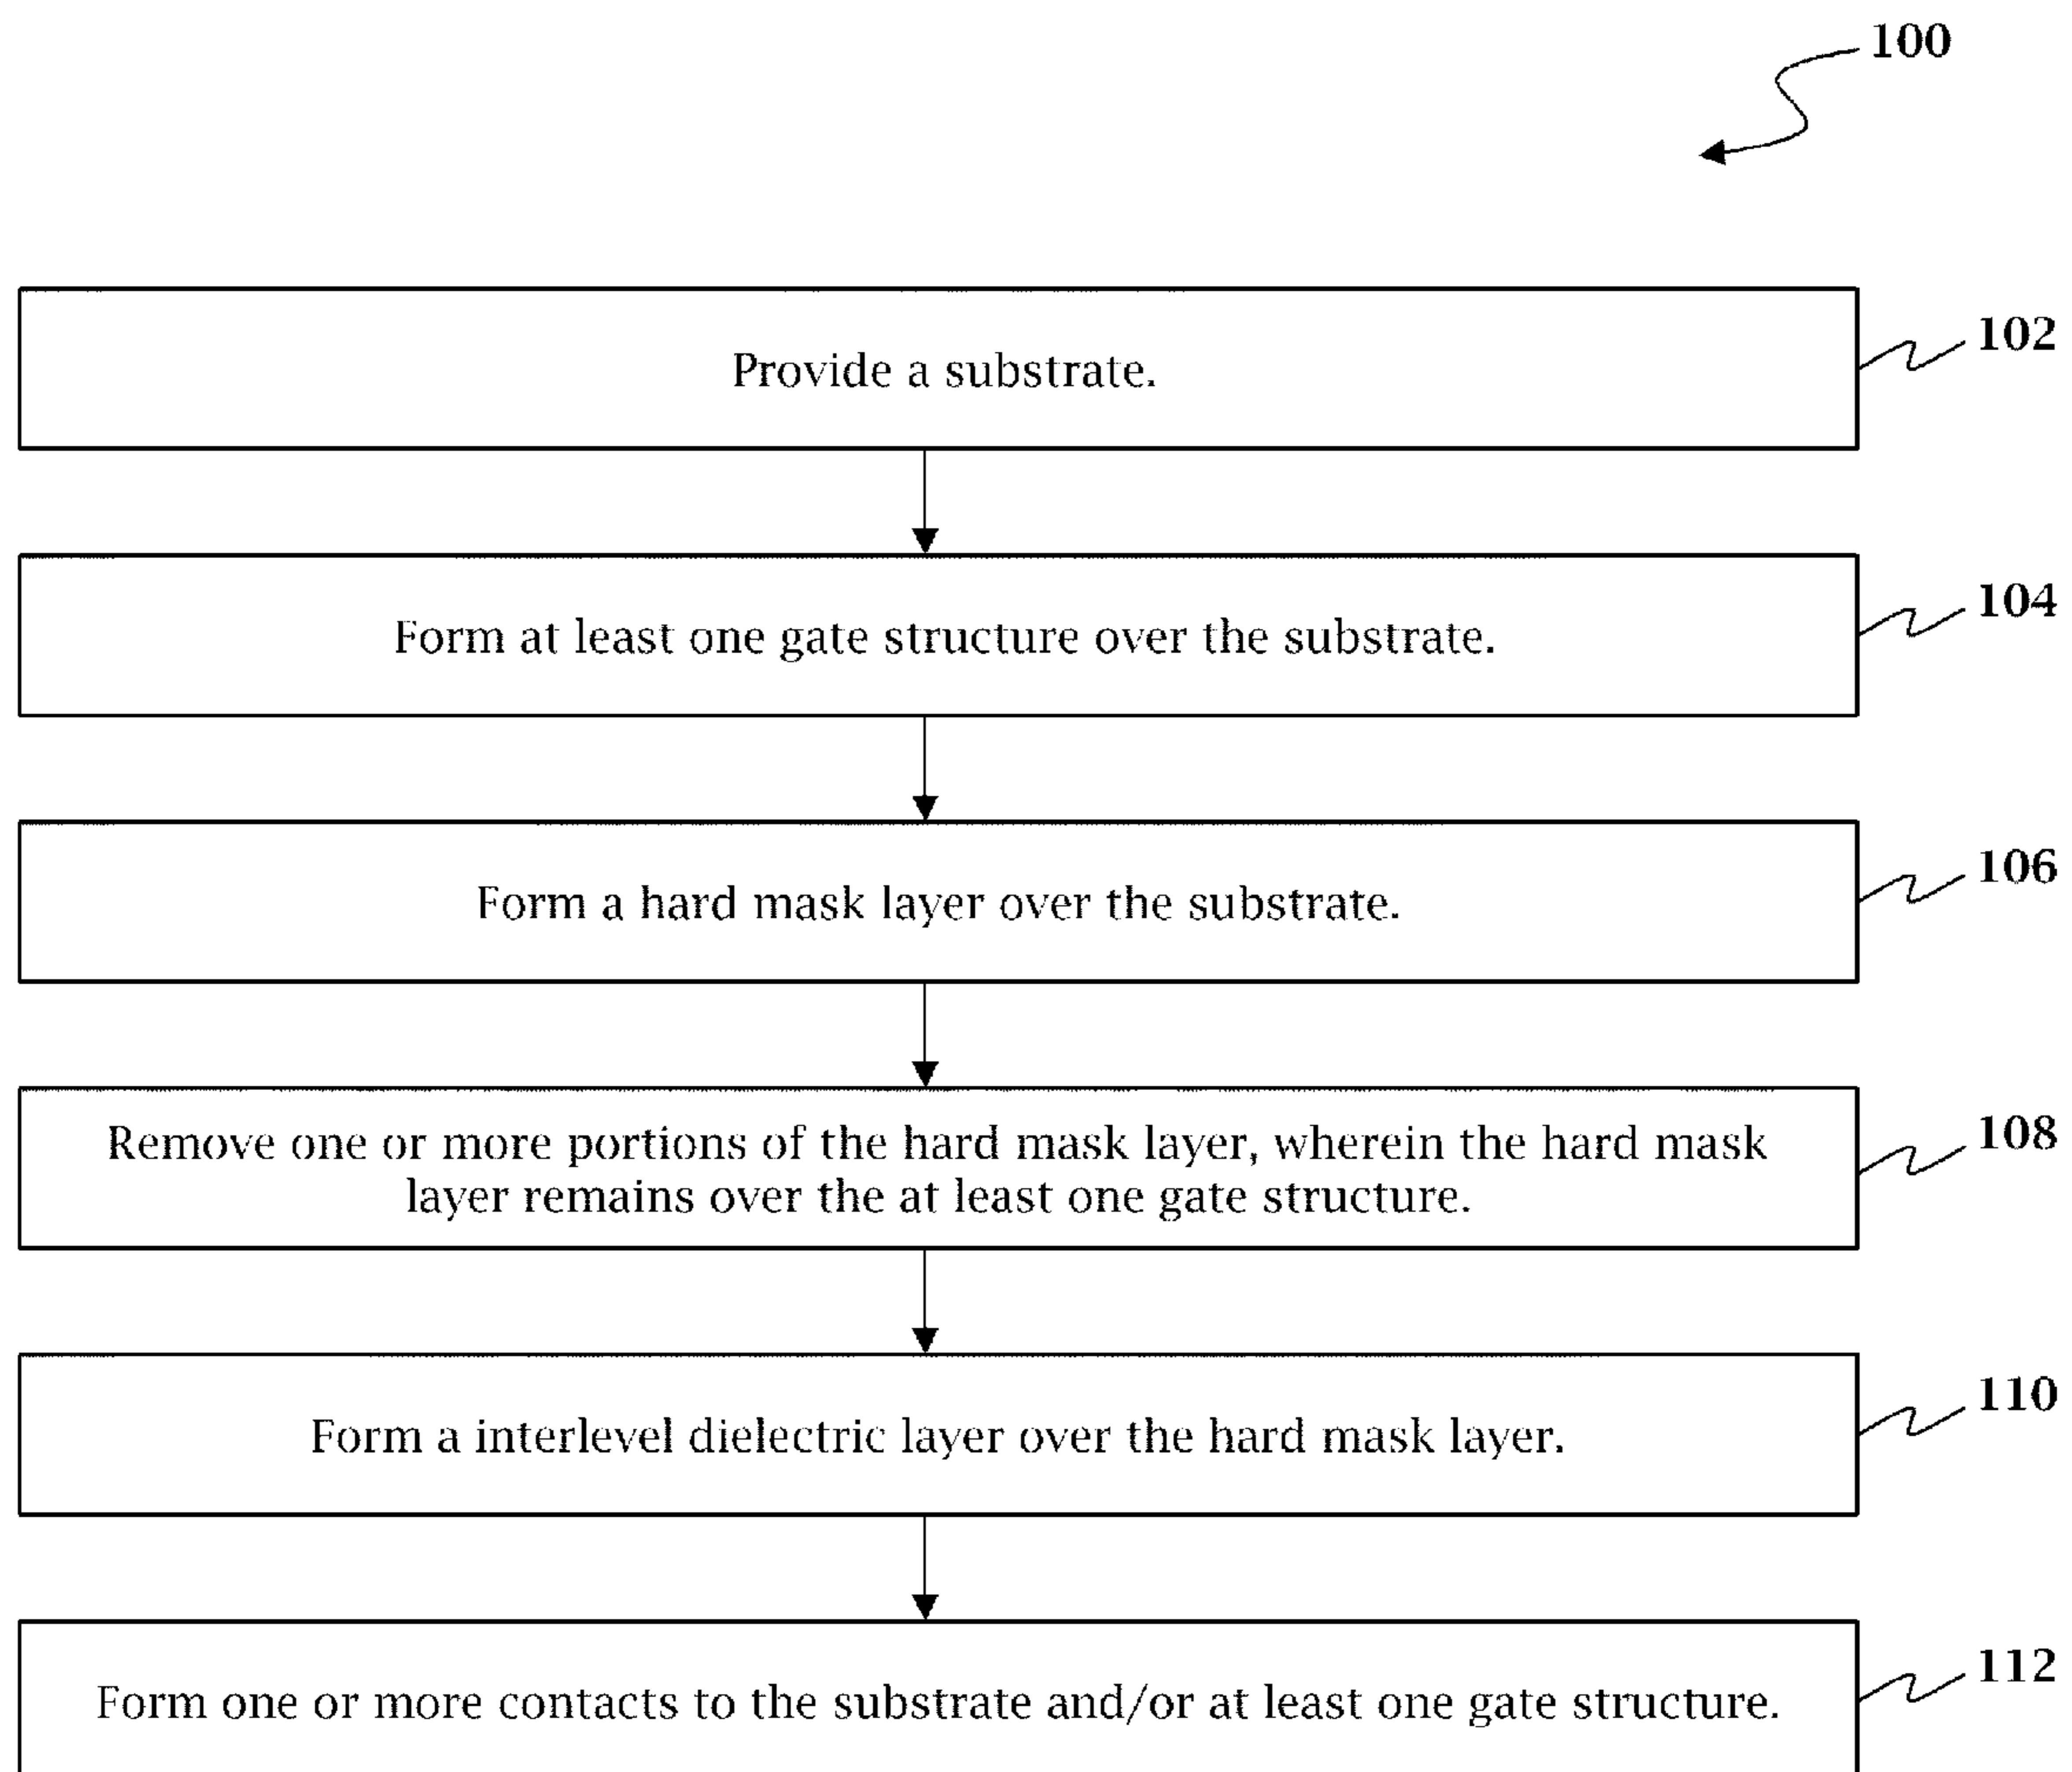 100
Provide a substrate.
102
Form at least one gate structure over the substrate.
104
Form a hard mask layer over the substrate.
106
Remove one or more portions of the hard mask layer, wherein the hard mask
layer remains over the at least one gate structure.
108
Form a interlevel dielectric layer over the hard mask layer.
110
Form one or more contacts to the substrate and/or at least one gate structure.
112